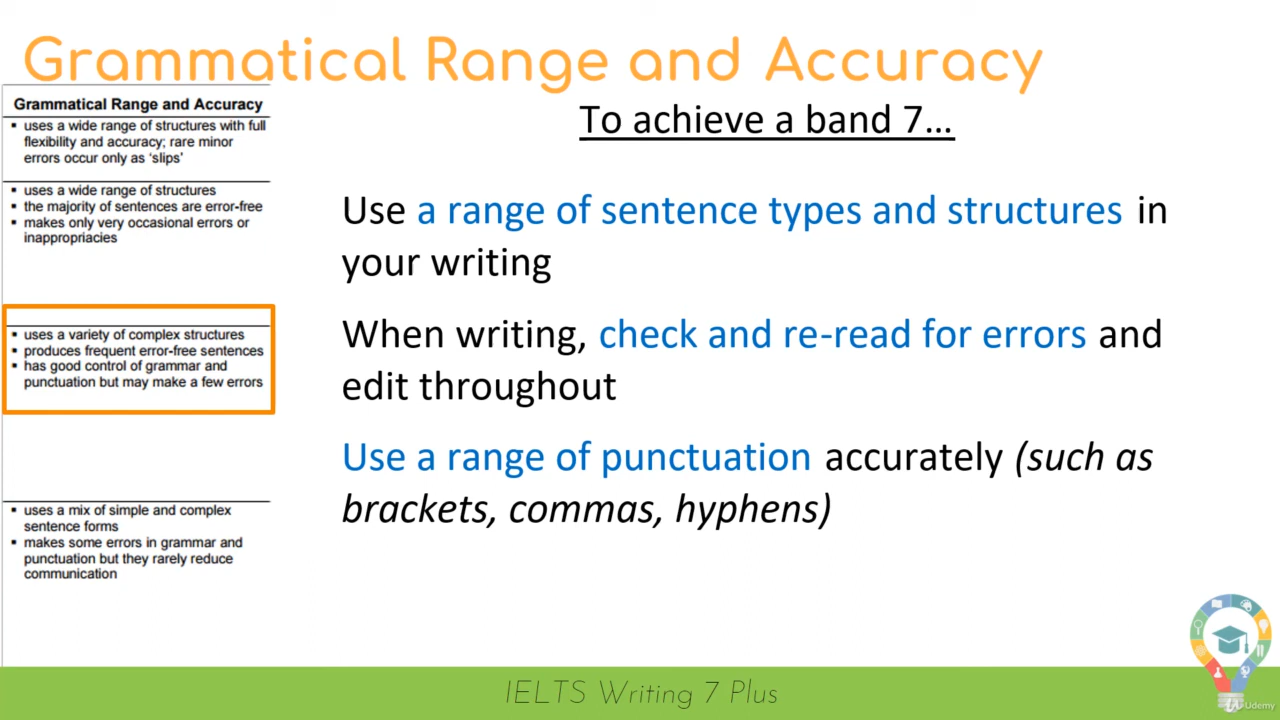 Grammatical Range and Accuracy
Grammatical Range and Accuracy
▪ uses a wide range of structures with full
flexibility and accuracy; rare minor
errors occur only as ‘slips’
▪ uses a wide range of structures
▪ the majority of sentences are error-free
▪ makes only very occasional errors or
inappropriacies
▪ uses a variety of complex structures
▪ produces frequent error-free sentences
▪ has good control of grammar and
punctuation but may make a few errors
▪ uses a mix of simple and complex
sentence forms
▪ makes some errors in grammar and
punctuation but they rarely reduce
communication
To achieve a band 7...
Use a range of sentence types and structures in
your writing
When writing, check and re-read for errors and
edit throughout
Use a range of punctuation accurately (such as
brackets, commas, hyphens)
IELTS Writing 7 Plus
Udemy